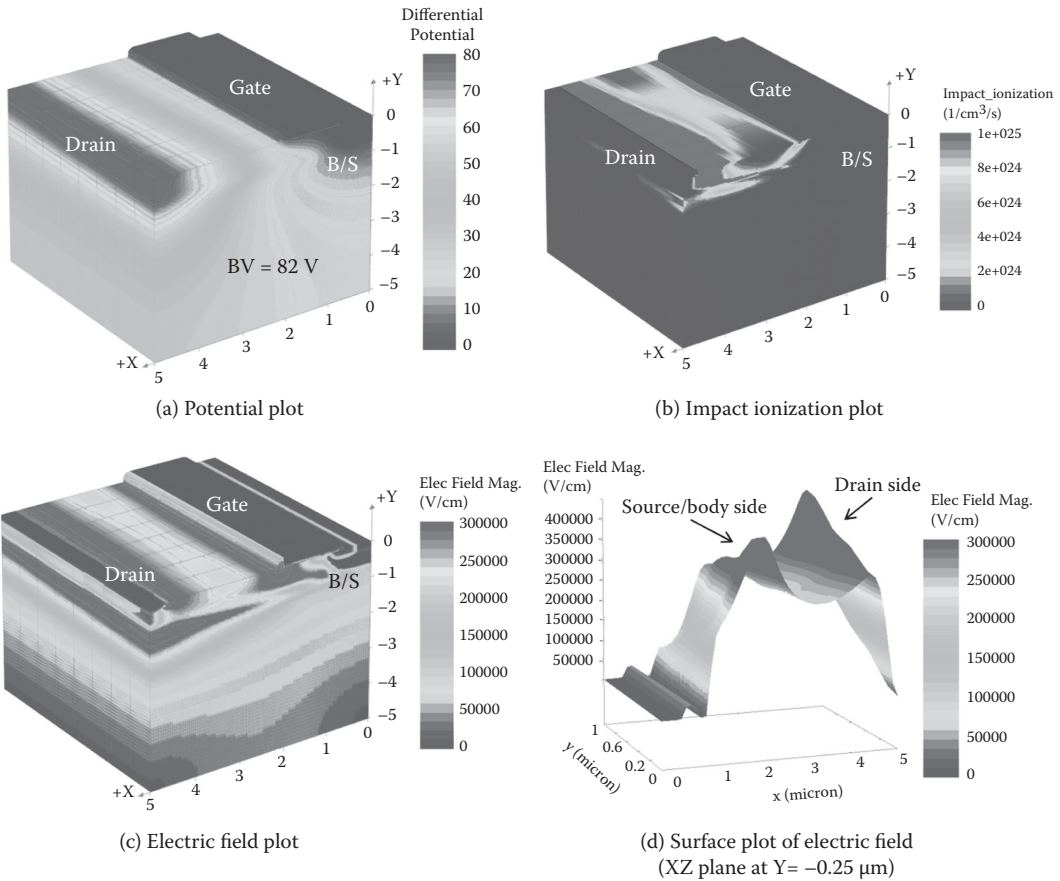 Differential
Potential
80
70
60
50
40
30
20
10
0
Gate
Drain
B/S
BV = 82 V
+Y
0
−1
−2
−3
−4
−5
0
1
2
3
4
5
+X
(a) Potential plot
Impact_ionization
(1/cm³/s)
1e+025
8e+024
6e+024
4e+024
2e+024
0
Gate
Drain
B/S
+Y
0
−1
−2
−3
−4
−5
0
1
2
3
4
5
+X
(b) Impact ionization plot
Elec Field Mag.
(V/cm)
300000
250000
200000
150000
100000
50000
0
Gate
Drain
B/S
+Y
0
−1
−2
−3
−4
−5
0
1
2
3
4
5
+X
(c) Electric field plot
Elec Field Mag.
(V/cm)
400000
350000
300000
250000
200000
150000
100000
50000
Source/body side
Drain side
1
0.6
0.2
0
y (micron)
0
1
2
3
4
5
x (micron)
Elec Field Mag.
(V/cm)
300000
250000
200000
150000
100000
50000
0
(d) Surface plot of electric field
(XZ plane at Y= −0.25 µm)